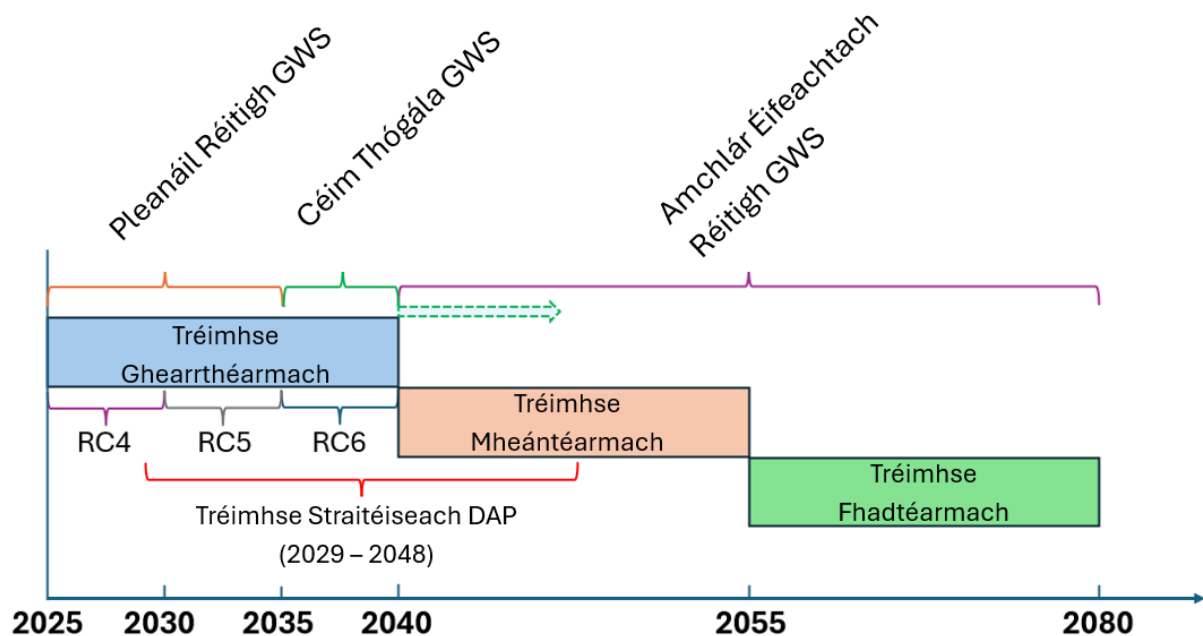 Pleanáil Réitigh GWS
Céim Thógála GWS
Amchlár Éifeachtach
Réitigh GWS
Tréimhse
Ghearrthéarmach
RC4
RC5
RC6
Tréimhse
Mheántéarmach
Tréimhse
Fhadtéarmach
Tréimhse Straitéiseach DAP
(2029 – 2048)
2025
2030
2035
2040
2055
2080